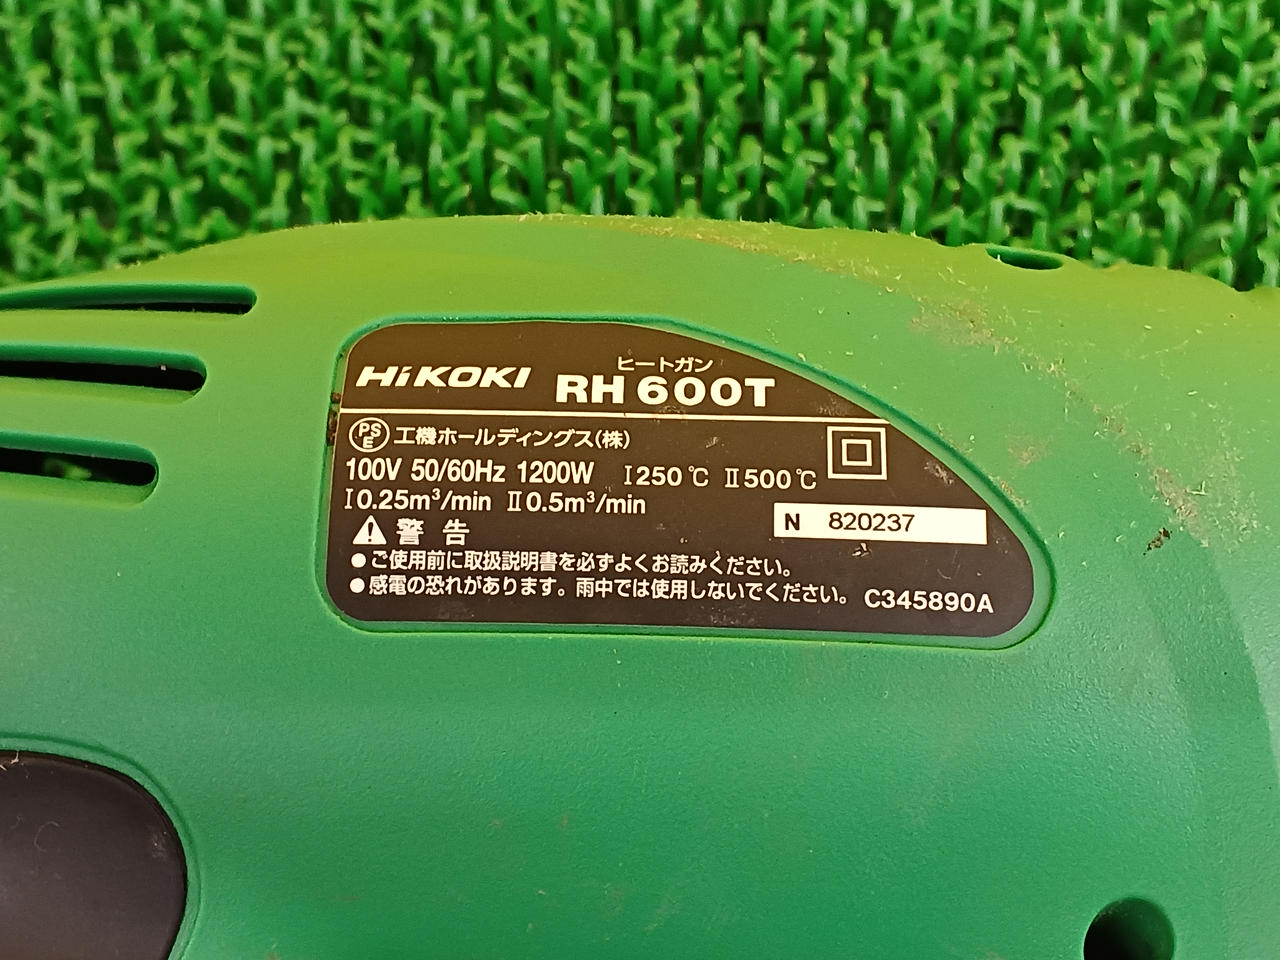 HiKOKI ヒートガン RH600T
PSE 工機ホールディングス(株)
100V 50/60Hz 1200W Ⅰ250℃ Ⅱ500℃
Ⅰ0.25m³/min Ⅱ0.5m³/min
N 820237
⚠ 警告
●ご使用前に取扱説明書を必ずよくお読みください。
●感電の恐れがあります。雨中では使用しないでください。 C345890A